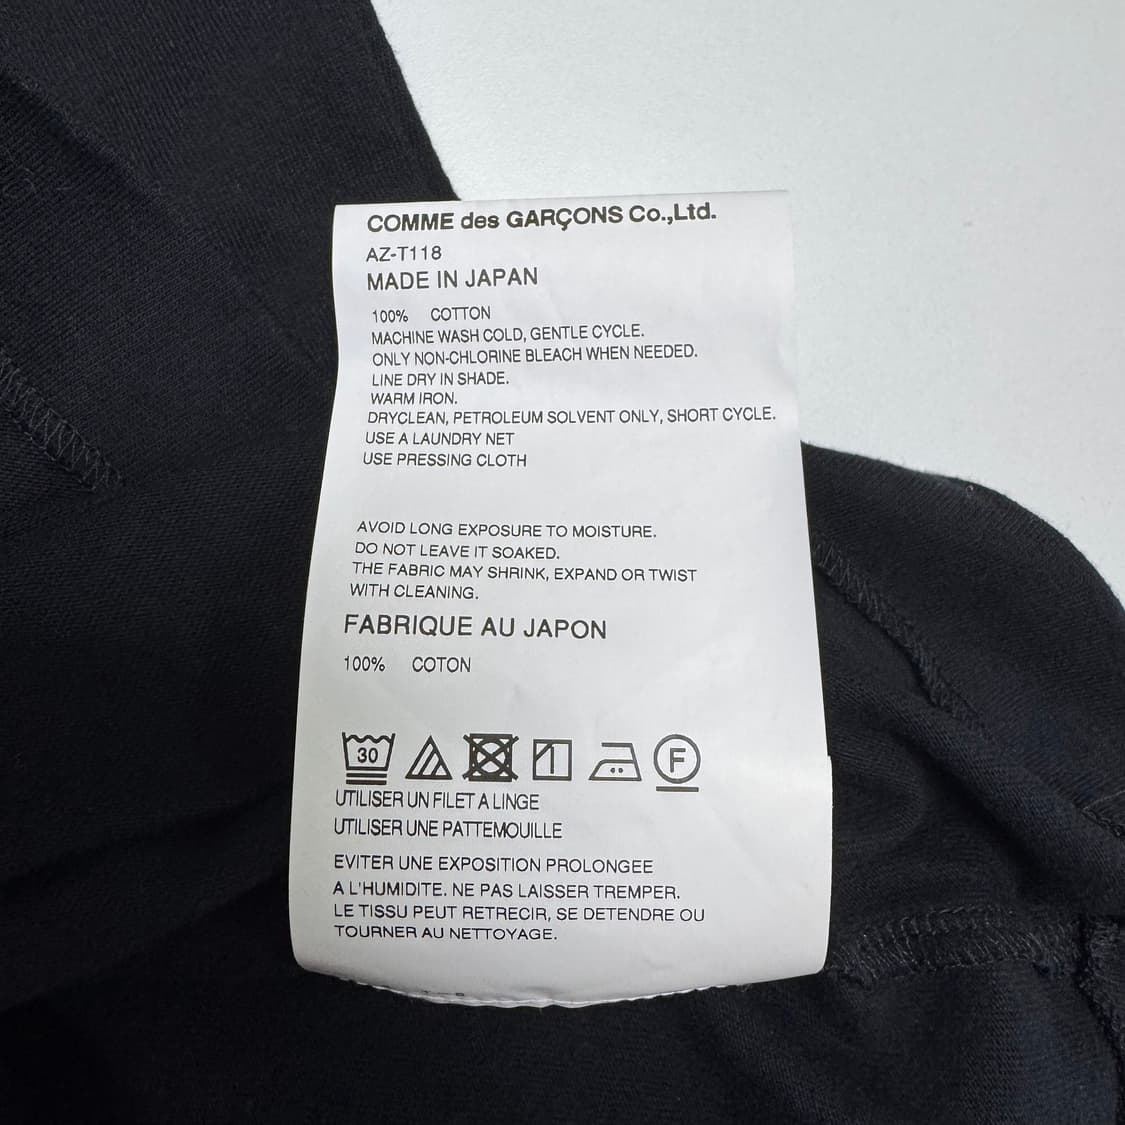 COMME des GARÇONS Co.,Ltd.
AZ-T118
MADE IN JAPAN
100% COTTON
MACHINE WASH COLD, GENTLE CYCLE.
ONLY NON-CHLORINE BLEACH WHEN NEEDED.
LINE DRY IN SHADE.
WARM IRON.
DRYCLEAN, PETROLEUM SOLVENT ONLY, SHORT CYCLE.
USE A LAUNDRY NET
USE PRESSING CLOTH
AVOID LONG EXPOSURE TO MOISTURE.
DO NOT LEAVE IT SOAKED.
THE FABRIC MAY SHRINK, EXPAND OR TWIST
WITH CLEANING.
FABRIQUE AU JAPON
100% COTON
30 F
UTILISER UN FILET A LINGE
UTILISER UNE PATTEMOUILLE
EVITER UNE EXPOSITION PROLONGEE
A L'HUMIDITE. NE PAS LAISSER TREMPER.
LE TISSU PEUT RETRECIR, SE DETENDRE OU
TOURNER AU NETTOYAGE.